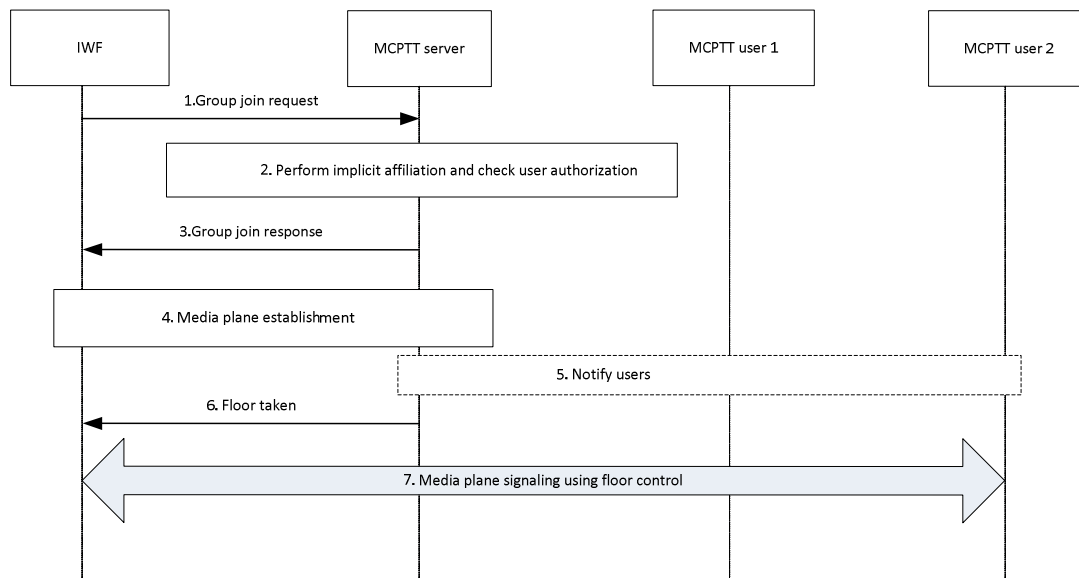 IWF
MCPTT server
MCPTT user 1
MCPTT user 2
1.Group join request
2. Perform implicit affiliation and check user authorization
3.Group join response
4. Media plane establishment
5. Notify users
6. Floor taken
7. Media plane signaling using floor control